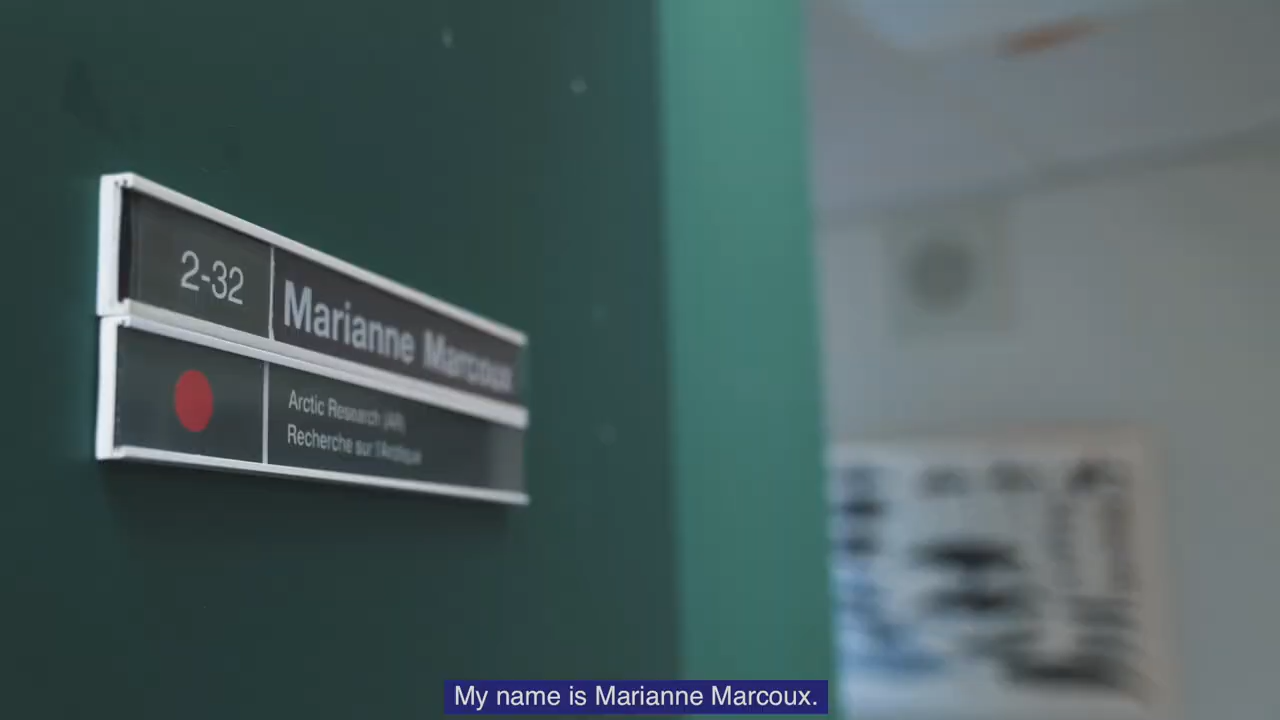 2-32
Marianne Marcoux
Arctic Research (AR)
Recherche sur l'Arctique
My name is Marianne Marcoux.